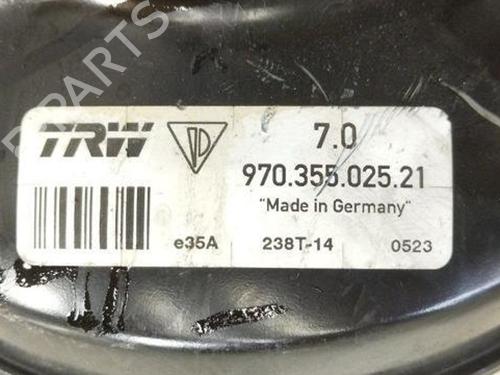 B-PARTS
TRW
7.0
970.355.025.21
"Made in Germany"
e35A 238T-14 0523